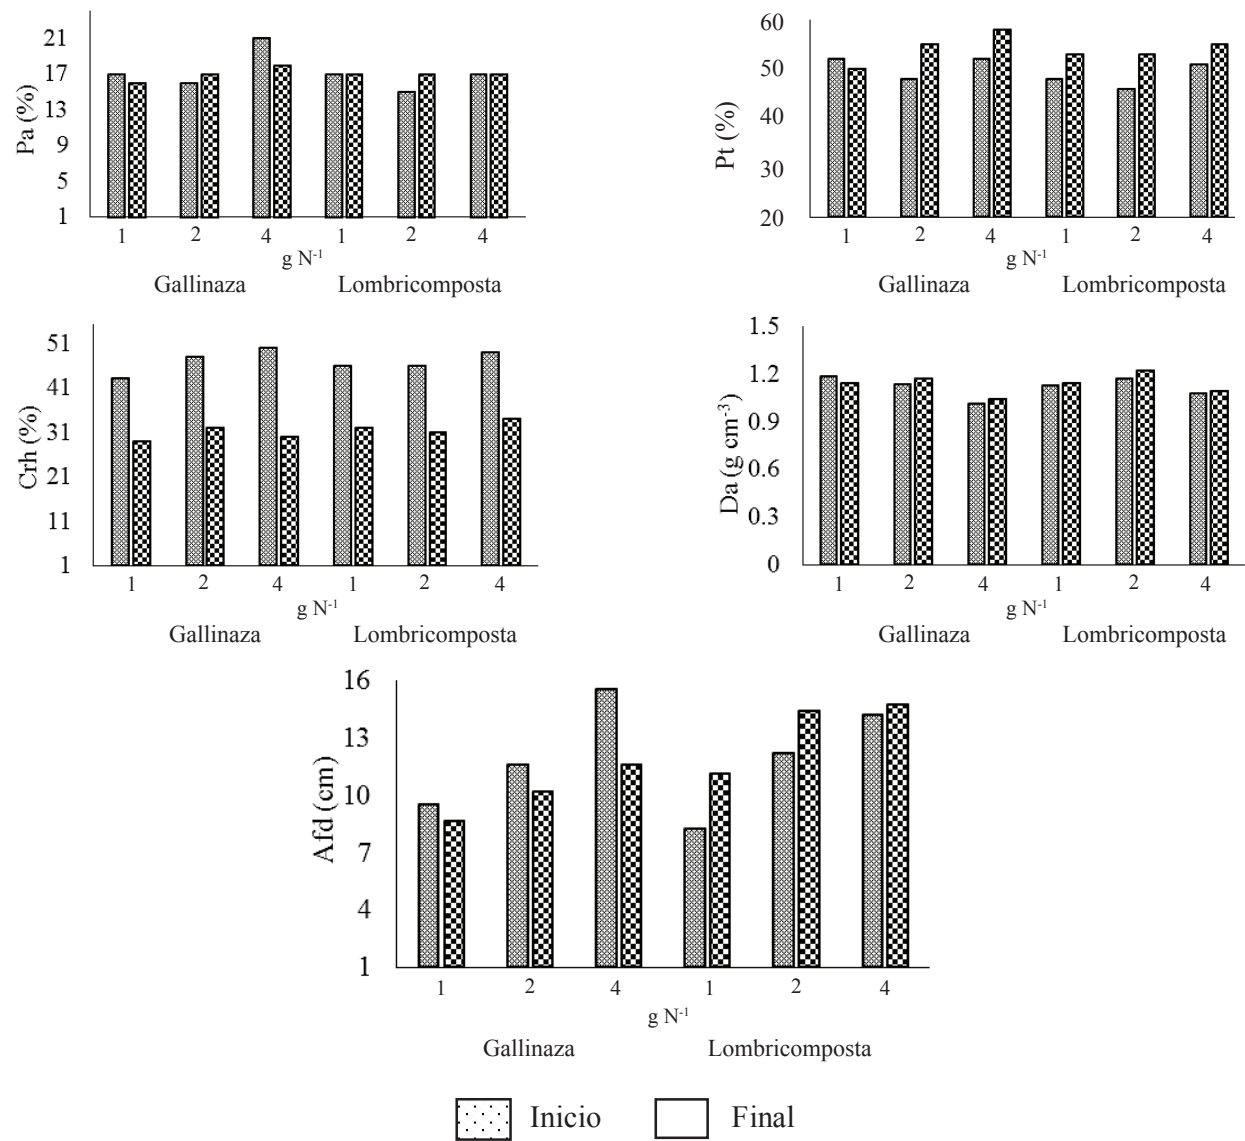 Pa (%)
21
17
13
9
5
1
1 2 4 1 2 4
g N-1
Gallinaza Lombricomposta
Pt (%)
60
50
40
30
20
1 2 4 1 2 4
g N-1
Gallinaza Lombricomposta
Crh (%)
51
41
31
21
11
1
1 2 4 1 2 4
g N-1
Gallinaza Lombricomposta
Da (g cm-3)
1.5
1.2
0.9
0.6
0.3
0
1 2 4 1 2 4
g N-1
Gallinaza Lombricomposta
Afd (cm)
16
13
10
7
4
1
1 2 4 1 2 4
g N-1
Gallinaza Lombricomposta
Inicio Final